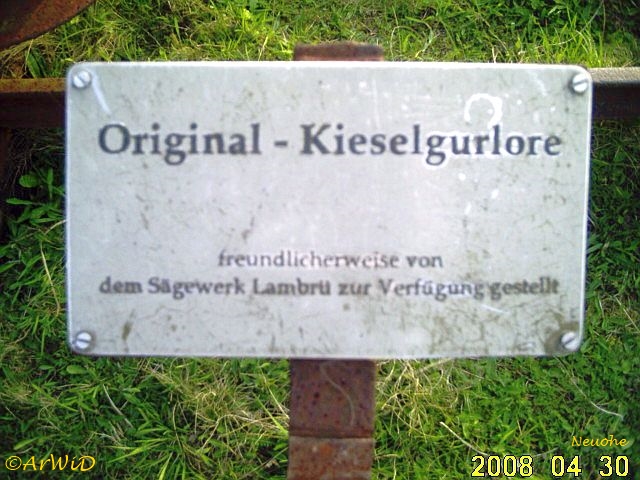 Original - Kieselgurlore
freundlicherweise von
dem Sägewerk Lambrü zur Verfügung gestellt
Neuohe
©ArWiD
2008 04 30